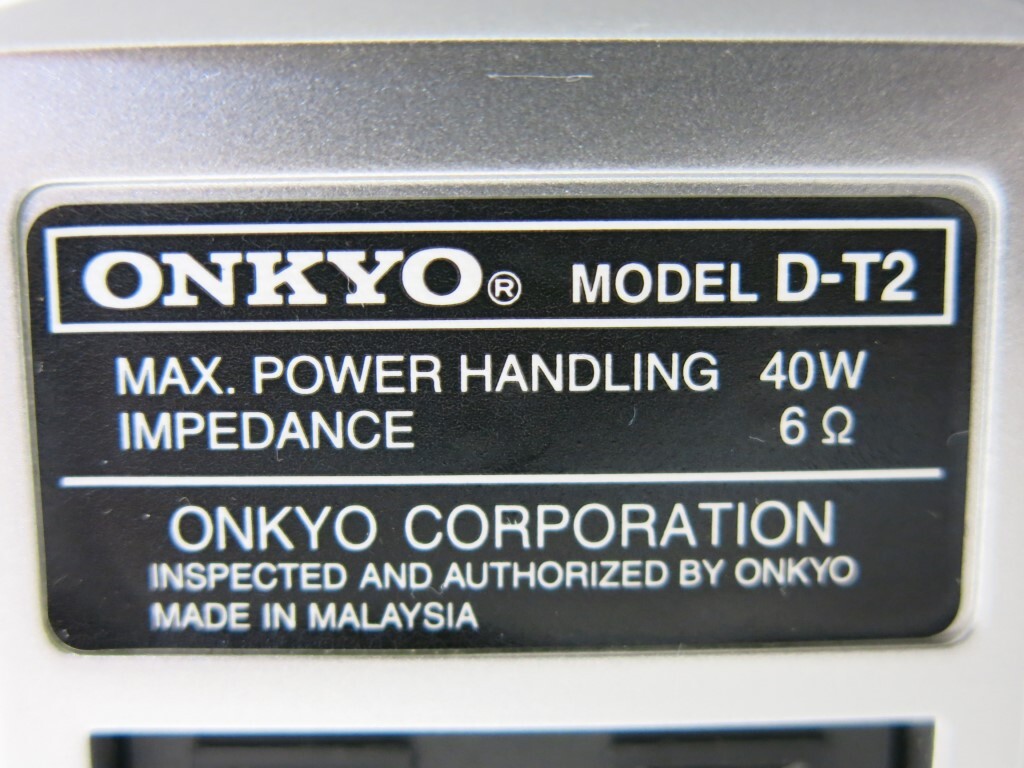 ONKYO® MODEL D-T2
MAX. POWER HANDLING 40W
IMPEDANCE 6 Ω
ONKYO CORPORATION
INSPECTED AND AUTHORIZED BY ONKYO
MADE IN MALAYSIA